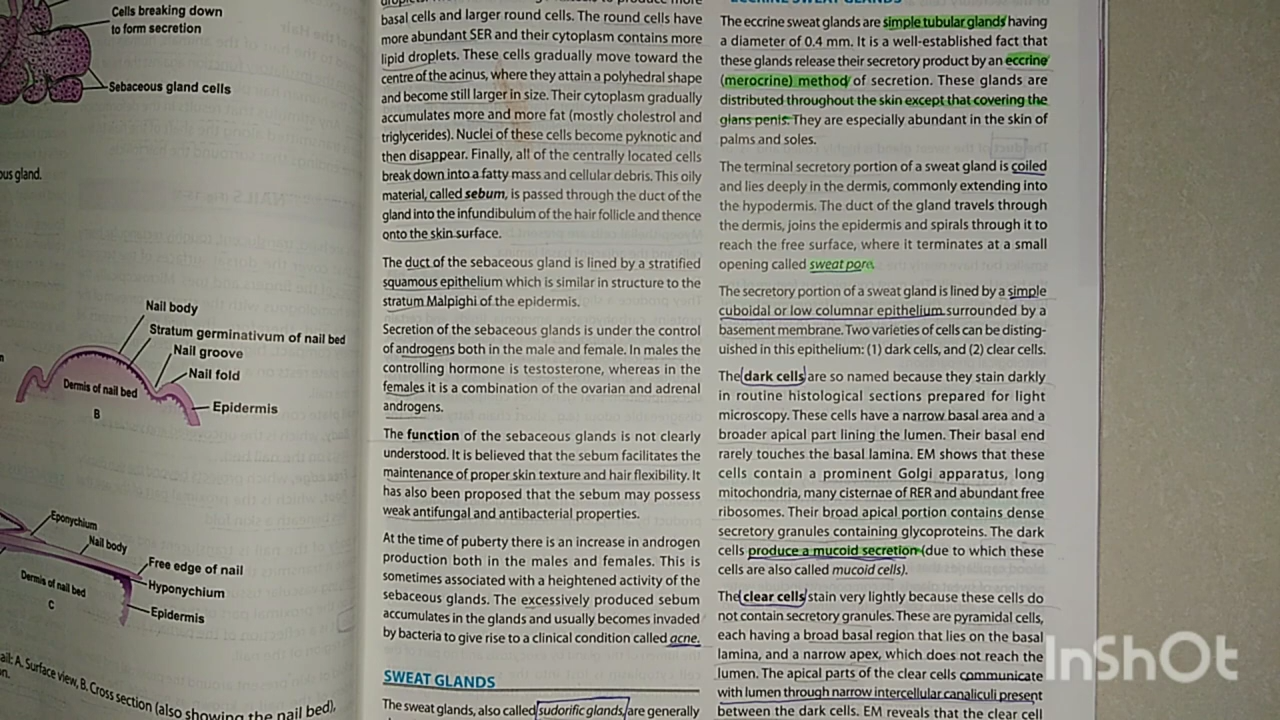 Cells breaking down
to form secretion
Sebaceous gland cells
ous gland.
Nail body
Stratum germinativum of nail bed
Nail groove
Nail fold
Dermis of nail bed
Epidermis
B
Eponychium
Nail body
Free edge of nail
Hyponychium
Dermis of nail bed
Epidermis
C
ail: A. Surface view, B. Cross section (also showing the nail bed),
on.
basal cells and larger round cells. The round cells have
more abundant SER and their cytoplasm contains more
lipid droplets. These cells gradually move toward the
centre of the acinus, where they attain a polyhedral shape
and become still larger in size. Their cytoplasm gradually
accumulates more and more fat (mostly cholestrol and
triglycerides). Nuclei of these cells become pyknotic and
then disappear. Finally, all of the centrally located cells
break down into a fatty mass and cellular debris. This oily
material, called sebum, is passed through the duct of the
gland into the infundibulum of the hair follicle and thence
onto the skin surface.
The duct of the sebaceous gland is lined by a stratified
squamous epithelium which is similar in structure to the
stratum Malpighi of the epidermis.
Secretion of the sebaceous glands is under the control
of androgens both in the male and female. In males the
controlling hormone is testosterone, whereas in the
females it is a combination of the ovarian and adrenal
androgens.
The function of the sebaceous glands is not clearly
understood. It is believed that the sebum facilitates the
maintenance of proper skin texture and hair flexibility. It
has also been proposed that the sebum may possess
weak antifungal and antibacterial properties.
At the time of puberty there is an increase in androgen
production both in the males and females. This is
sometimes associated with a heightened activity of the
sebaceous glands. The excessively produced sebum
accumulates in the glands and usually becomes invaded
by bacteria to give rise to a clinical condition called acne.
SWEAT GLANDS
The sweat glands, also called sudorific glands, are generally
ECCRINE SWEAT GLANDS
The eccrine sweat glands are simple tubular glands having
a diameter of 0.4 mm. It is a well-established fact that
these glands release their secretory product by an eccrine
(merocrine) method of secretion. These glands are
distributed throughout the skin except that covering the
glans penis. They are especially abundant in the skin of
palms and soles.
The terminal secretory portion of a sweat gland is coiled
and lies deeply in the dermis, commonly extending into
the hypodermis. The duct of the gland travels through
the dermis, joins the epidermis and spirals through it to
reach the free surface, where it terminates at a small
opening called sweat pore.
The secretory portion of a sweat gland is lined by a simple
cuboidal or low columnar epithelium surrounded by a
basement membrane. Two varieties of cells can be disting-
uished in this epithelium: (1) dark cells, and (2) clear cells.
The dark cells are so named because they stain darkly
in routine histological sections prepared for light
microscopy. These cells have a narrow basal area and a
broader apical part lining the lumen. Their basal end
rarely touches the basal lamina. EM shows that these
cells contain a prominent Golgi apparatus, long
mitochondria, many cisternae of RER and abundant free
ribosomes. Their broad apical portion contains dense
secretory granules containing glycoproteins. The dark
cells produce a mucoid secretion (due to which these
cells are also called mucoid cells).
The clear cells stain very lightly because these cells do
not contain secretory granules. These are pyramidal cells,
each having a broad basal region that lies on the basal
lamina, and a narrow apex, which does not reach the
lumen. The apical parts of the clear cells communicate
with lumen through narrow intercellular canaliculi present
between the dark cells. EM reveals that the clear cell
InShOt